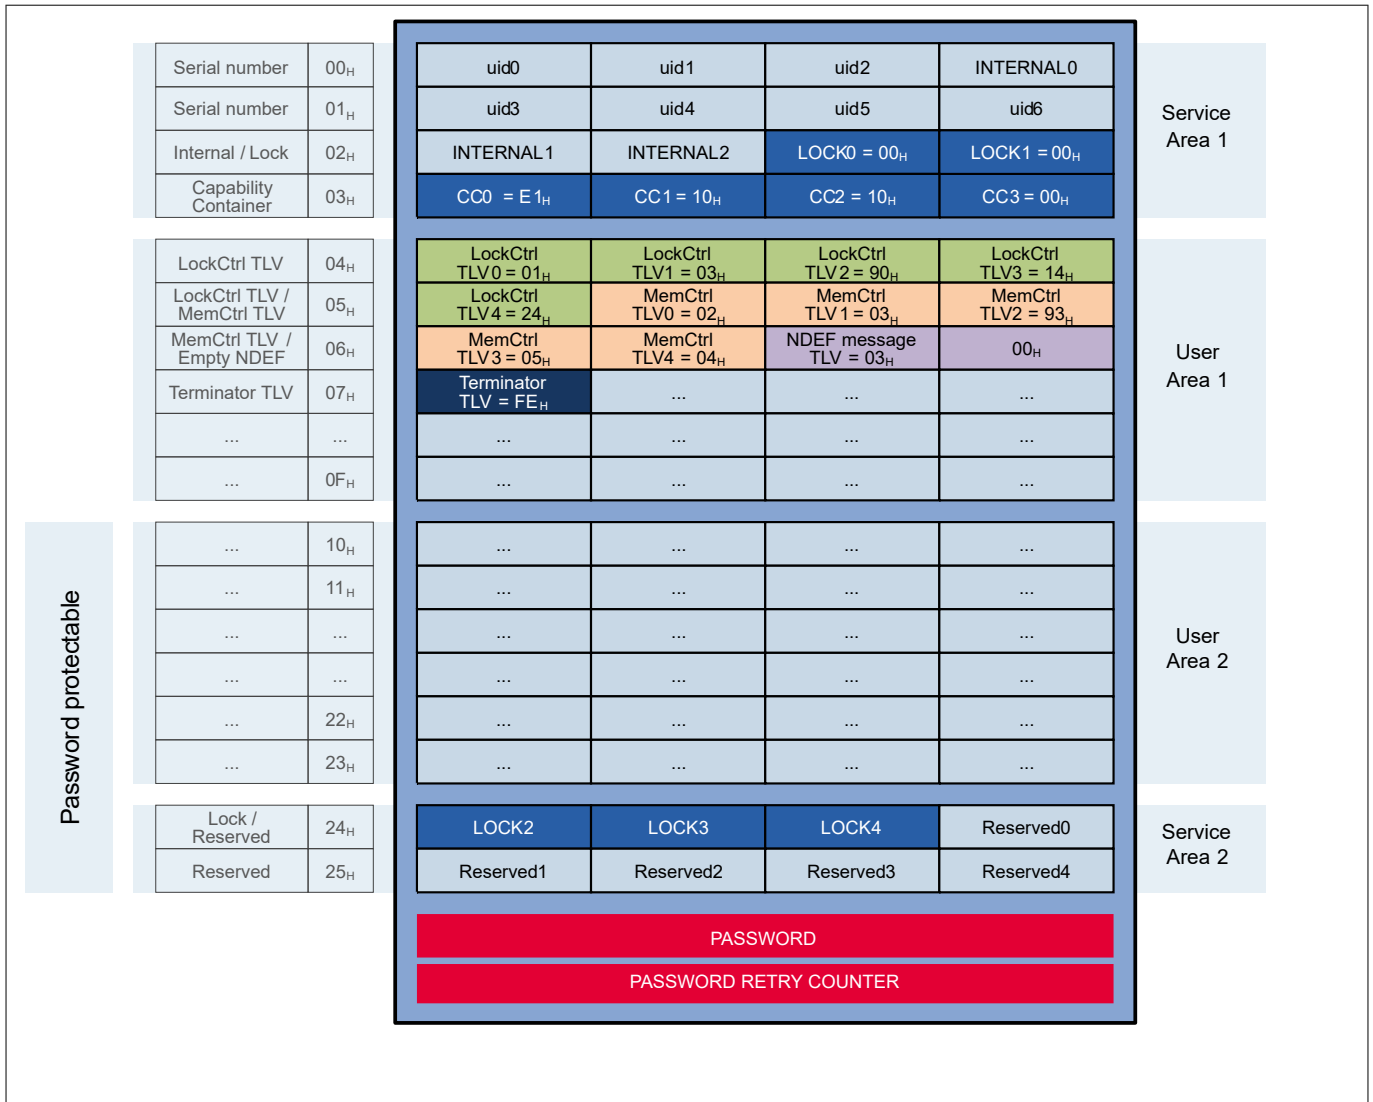 Serial number 00H uid0 uid1 uid2 INTERNAL0
Serial number 01H uid3 uid4 uid5 uid6
Service
Area 1
Internal / Lock 02H INTERNAL1 INTERNAL2 LOCK0 = 00H LOCK1 = 00H
Capability
Container 03H CC0 = E1H CC1 = 10H CC2 = 10H CC3 = 00H
LockCtrl TLV 04H
LockCtrl
TLV0 = 01H
LockCtrl
TLV1 = 03H
LockCtrl
TLV2 = 90H
LockCtrl
TLV3 = 14H
LockCtrl TLV /
MemCtrl TLV
05H
LockCtrl
TLV4 = 24H
MemCtrl
TLV0 = 02H
MemCtrl
TLV1 = 03H
MemCtrl
TLV2 = 93H
MemCtrl TLV /
Empty NDEF
06H
MemCtrl
TLV3 = 05H
MemCtrl
TLV4 = 04H
NDEF message
TLV = 03H
00H
User
Area 1
Terminator TLV 07H
Terminator
TLV = FEH
... ... ...
... ... ... ... ... ...
... 0FH ... ... ... ...
Password protectable
... 10H ... ... ... ...
... 11H ... ... ... ...
... ... ... ... ... ...
User
Area 2
... ... ... ... ... ...
... 22H ... ... ... ...
... 23H ... ... ... ...
Lock /
Reserved
24H LOCK2 LOCK3 LOCK4 Reserved0
Service
Area 2
Reserved 25H Reserved1 Reserved2 Reserved3 Reserved4
PASSWORD
PASSWORD RETRY COUNTER